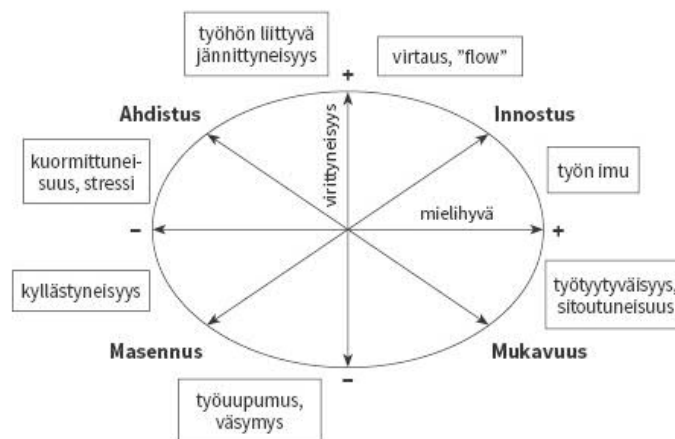 työhön liittyvä
jännittyneisyys
virtaus, ”flow”
+
Ahdistus
Innostus
kuormittunei-
suus, stressi
virittyneisyys
työn imu
mielihyvä
–
+
kyllästyneisyys
työtyytyväisyys,
sitoutuneisuus
Masennus
Mukavuus
–
työuupumus,
väsymys